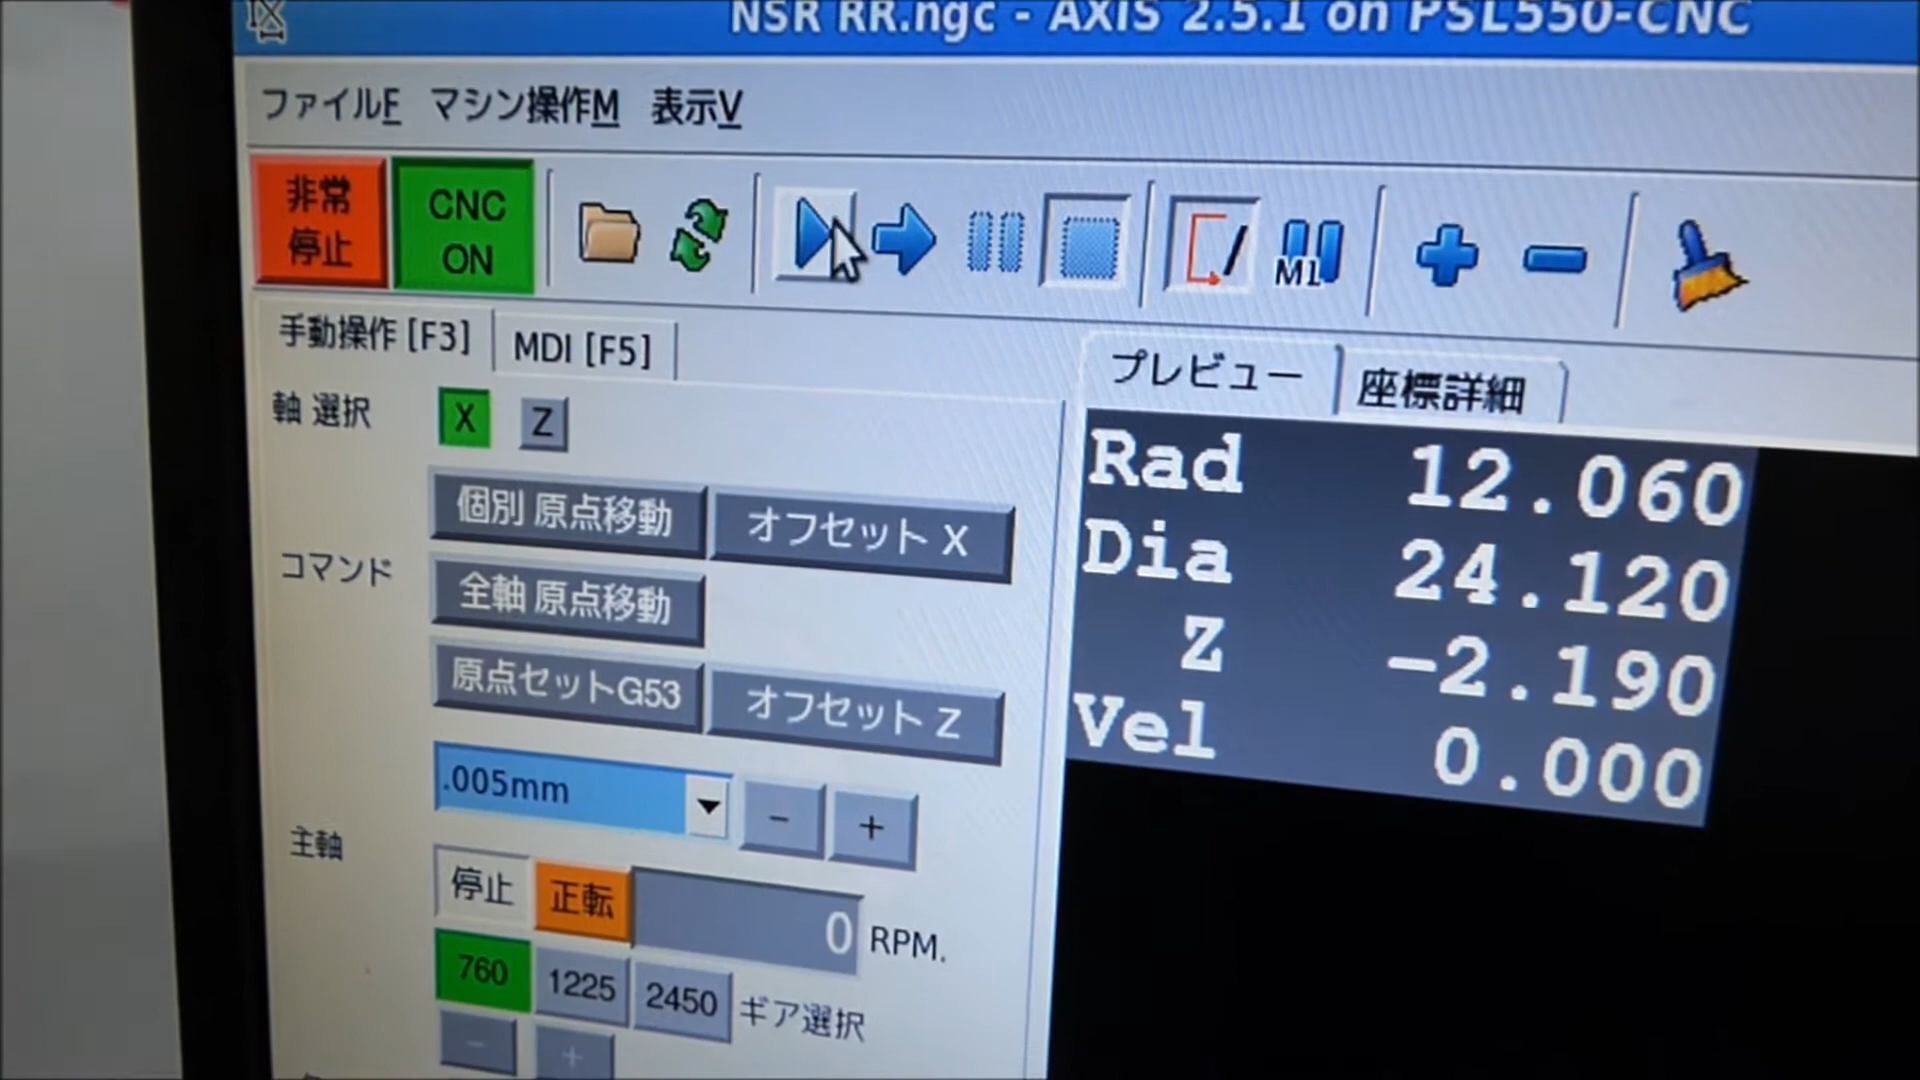 NSR RR.ngc - AXIS 2.5.1 on PSL550-CNC
ファイルF マシン操作M 表示V
非常
停止
CNC
ON
M1
手動操作 [F3]
MDI [F5]
プレビュー
座標詳細
軸 選択
X
Z
コマンド
個別 原点移動
オフセット X
全軸 原点移動
原点セットG53
オフセット Z
.005mm
-
+
主軸
停止
正転
0
RPM.
760
1225
2450
ギア選択
-
+
Rad 12.060
Dia 24.120
Z -2.190
Vel 0.000